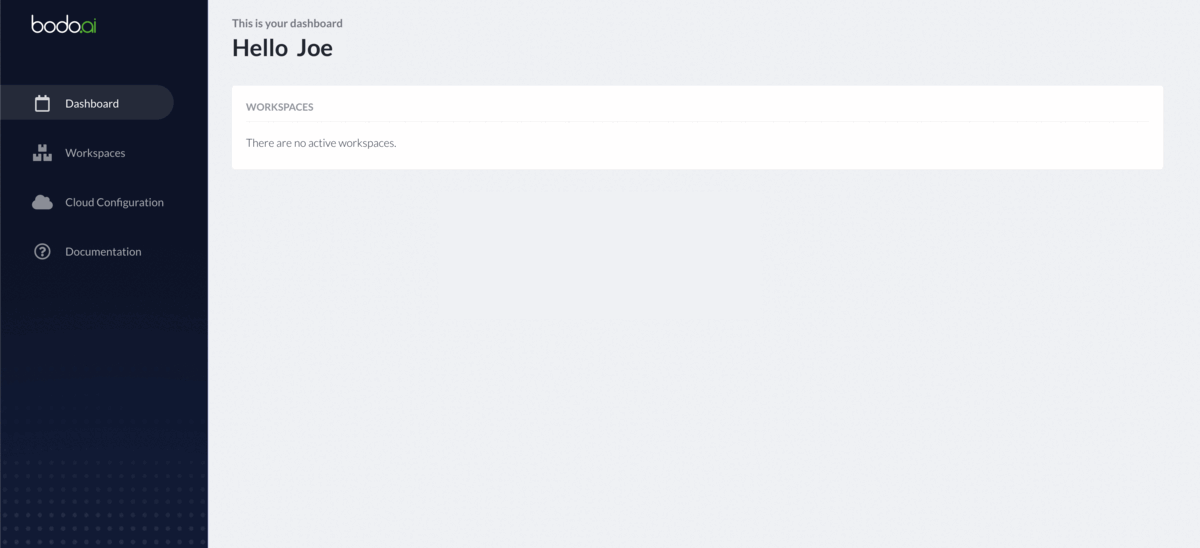 bodo.ai
Dashboard
Workspaces
Cloud Configuration
Documentation
This is your dashboard
Hello Joe
WORKSPACES
There are no active workspaces.